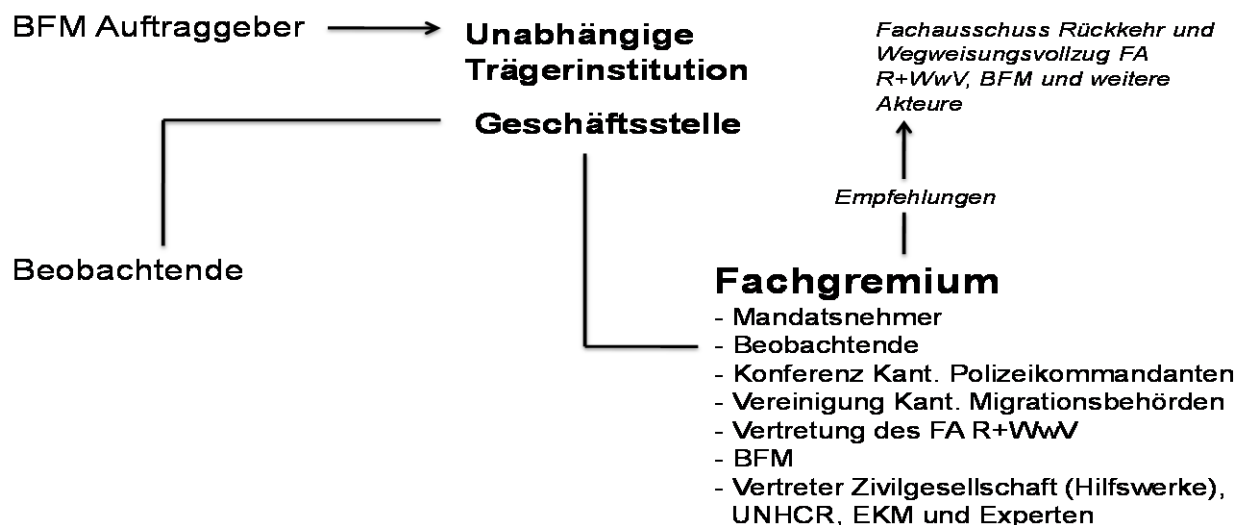 BFM Auftraggeber
Unabhängige
Trägerinstitution
Geschäftsstelle
Beobachtende
Fachausschuss Rückkehr und
Wegweisungsvollzug FA
R+WwV, BFM und weitere
Akteure
Empfehlungen
Fachgremium
- Mandatsnehmer
- Beobachtende
- Konferenz Kant. Polizeikommandanten
- Vereinigung Kant. Migrationsbehörden
- Vertretung des FA R+WwV
- BFM
- Vertreter Zivilgesellschaft (Hilfswerke),
UNHCR, EKM und Experten